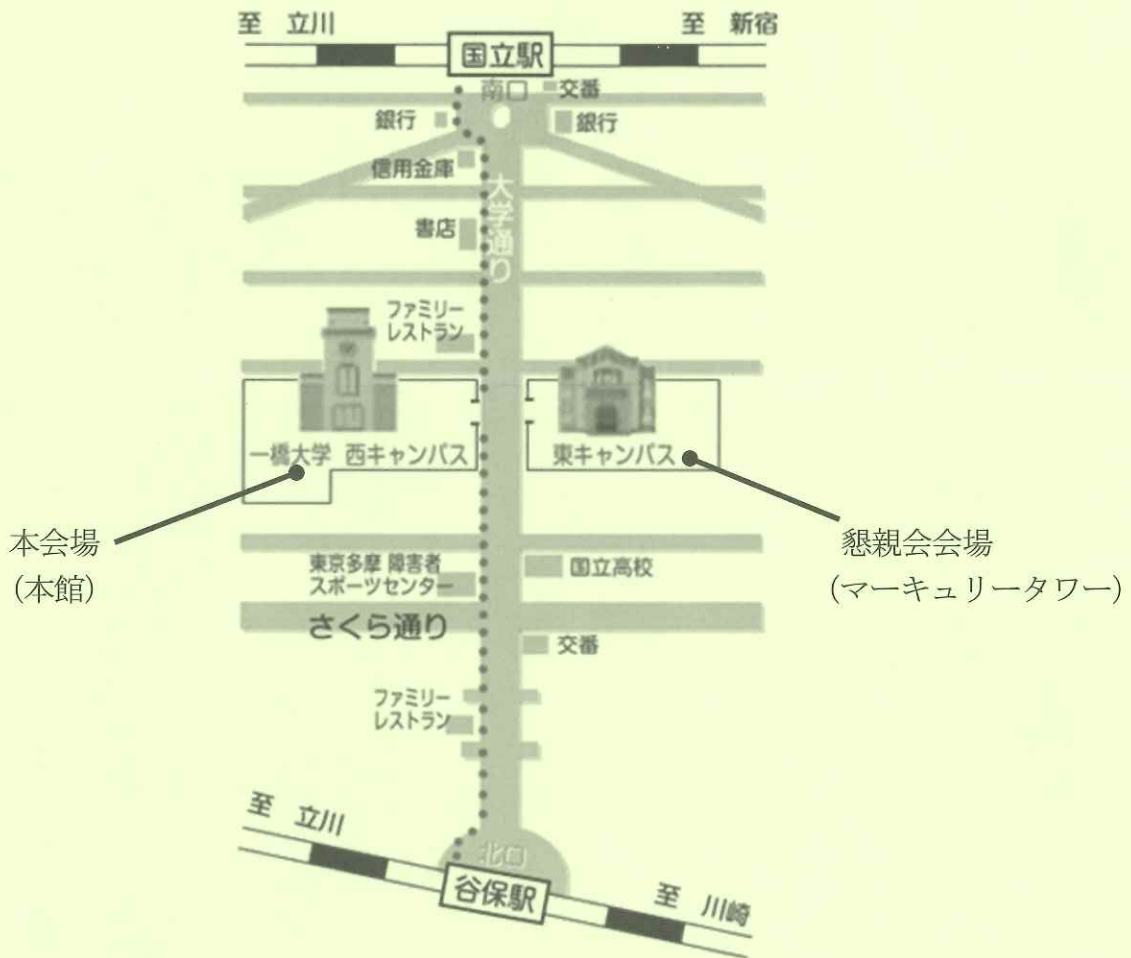 至 立川
至 新宿
国立駅
南口
交番
銀行
銀行
信用金庫
大学通り
書店
ファミリー
レストラン
一橋大学 西キャンパス
東キャンパス
本会場
(本館)
懇親会会場
(マーキュリータワー)
東京多摩 障害者
スポーツセンター
国立高校
さくら通り
交番
ファミリー
レストラン
至 立川
北口
谷保駅
至 川崎